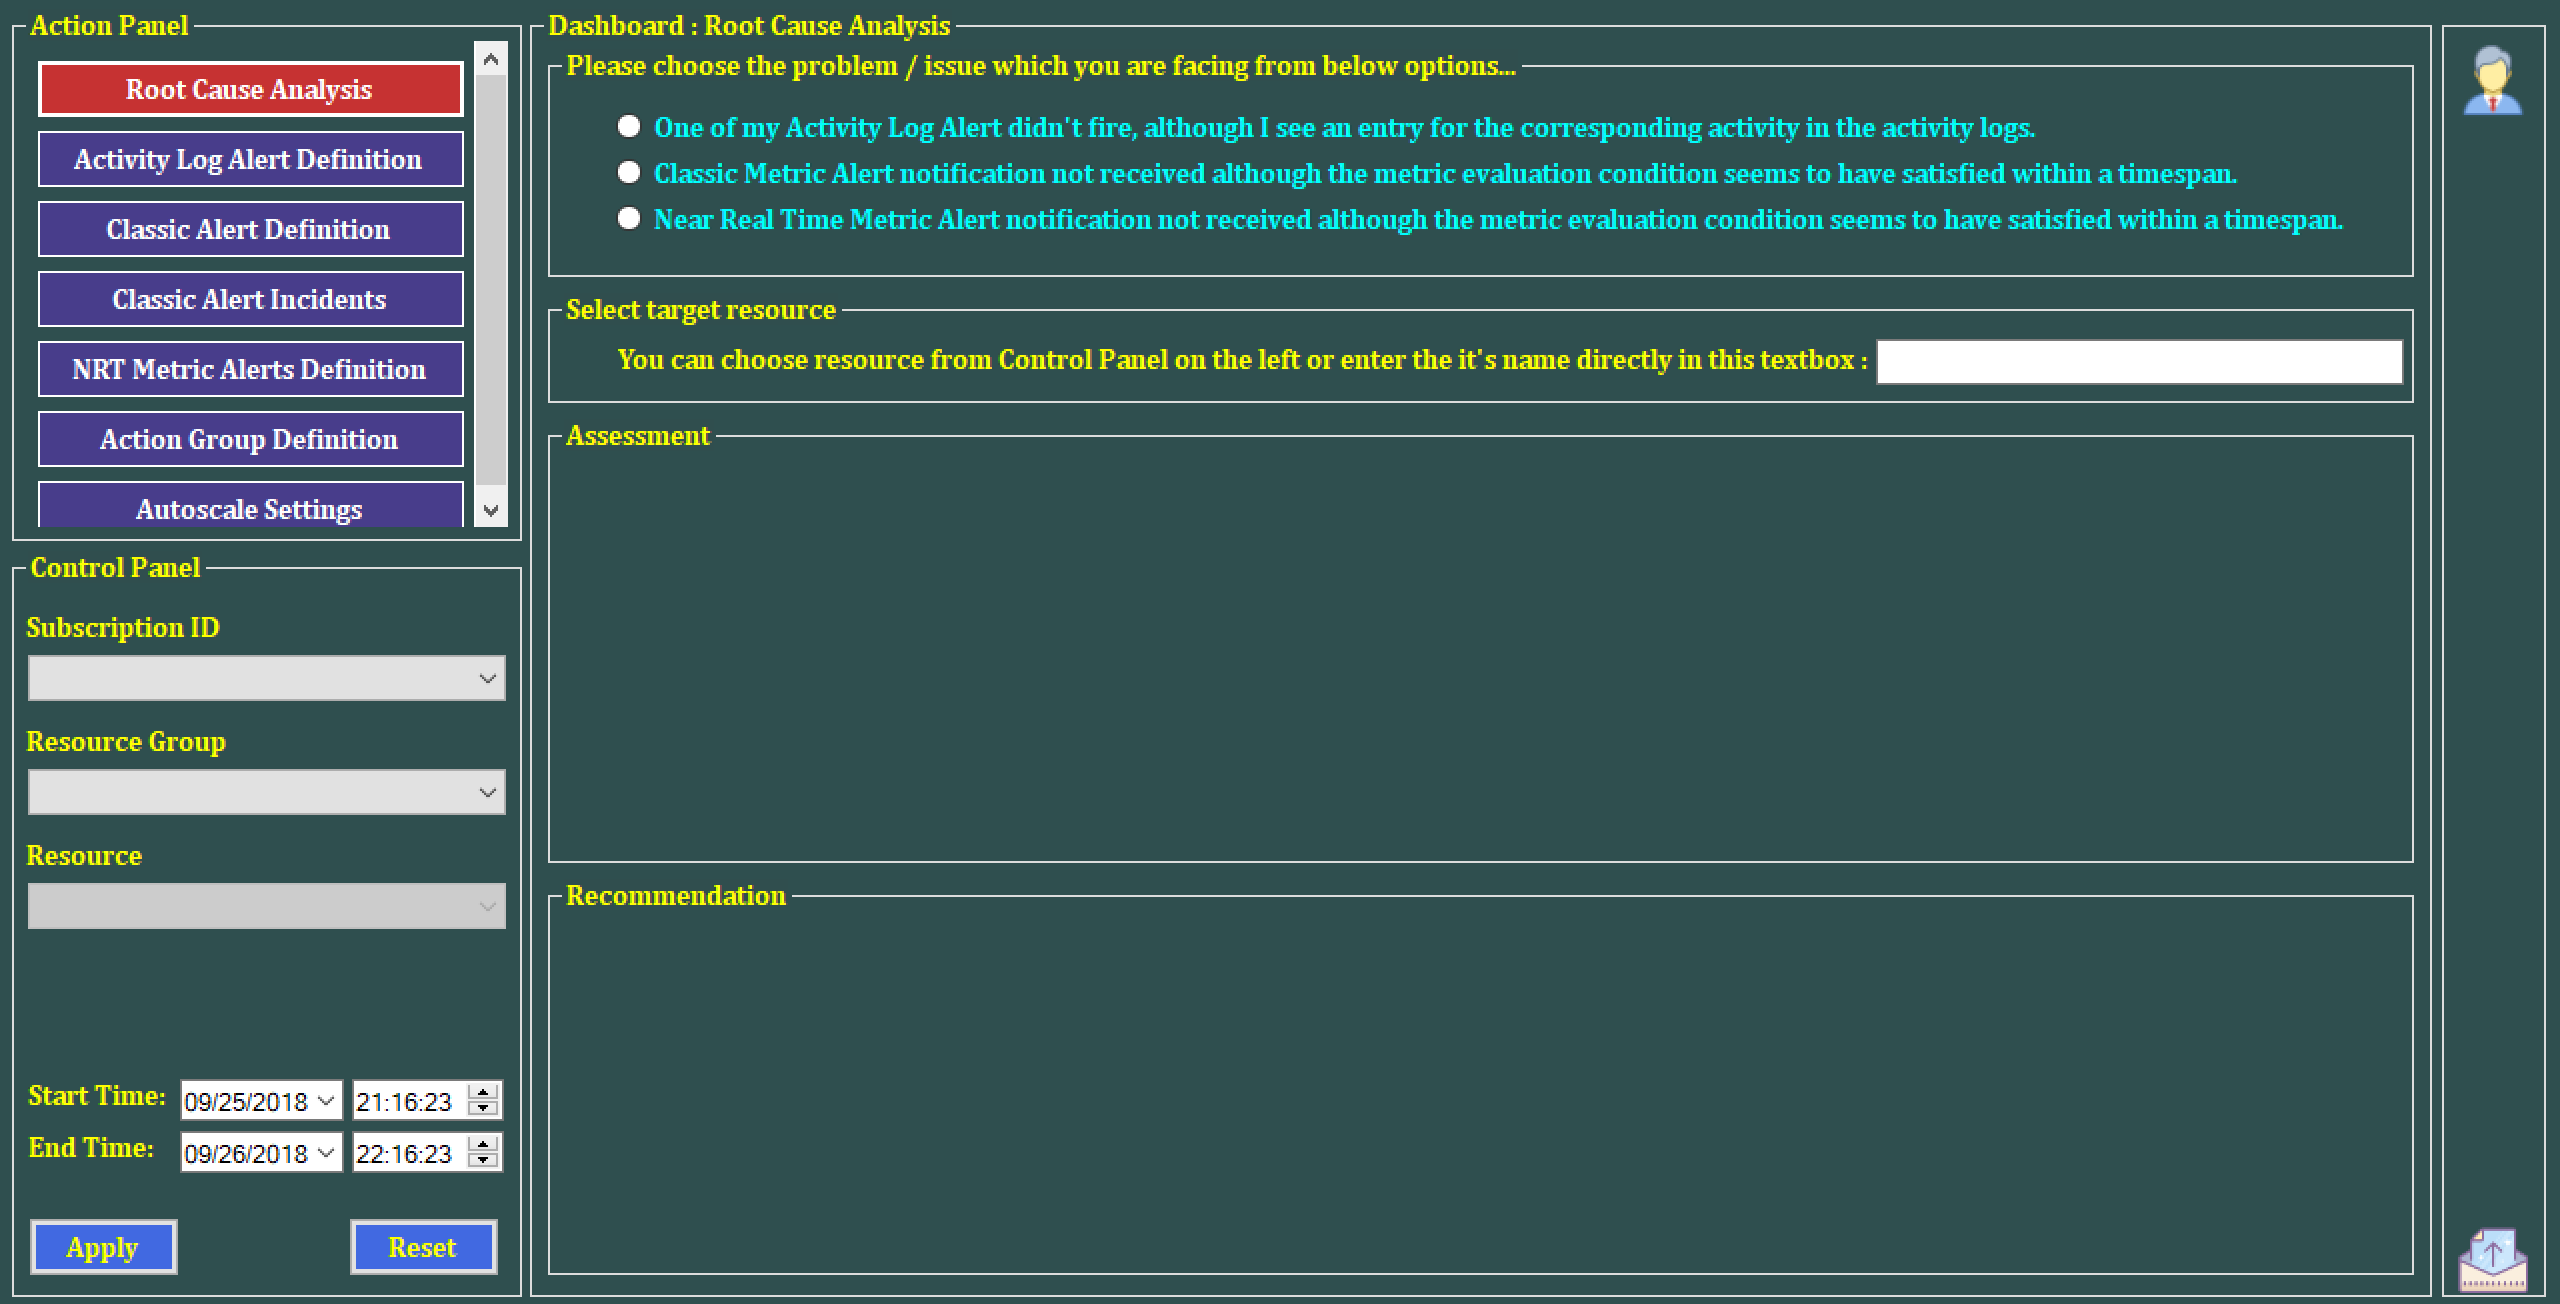 Action Panel
Root Cause Analysis
Activity Log Alert Definition
Classic Alert Definition
Classic Alert Incidents
NRT Metric Alerts Definition
Action Group Definition
Autoscale Settings
Control Panel
Subscription ID
Resource Group
Resource
Start Time: 09/25/2018 21:16:23
End Time: 09/26/2018 22:16:23
Apply Reset
Dashboard : Root Cause Analysis
Please choose the problem / issue which you are facing from below options...
One of my Activity Log Alert didn't fire, although I see an entry for the corresponding activity in the activity logs.
Classic Metric Alert notification not received although the metric evaluation condition seems to have satisfied within a timespan.
Near Real Time Metric Alert notification not received although the metric evaluation condition seems to have satisfied within a timespan.
Select target resource
You can choose resource from Control Panel on the left or enter the it's name directly in this textbox :
Assessment
Recommendation